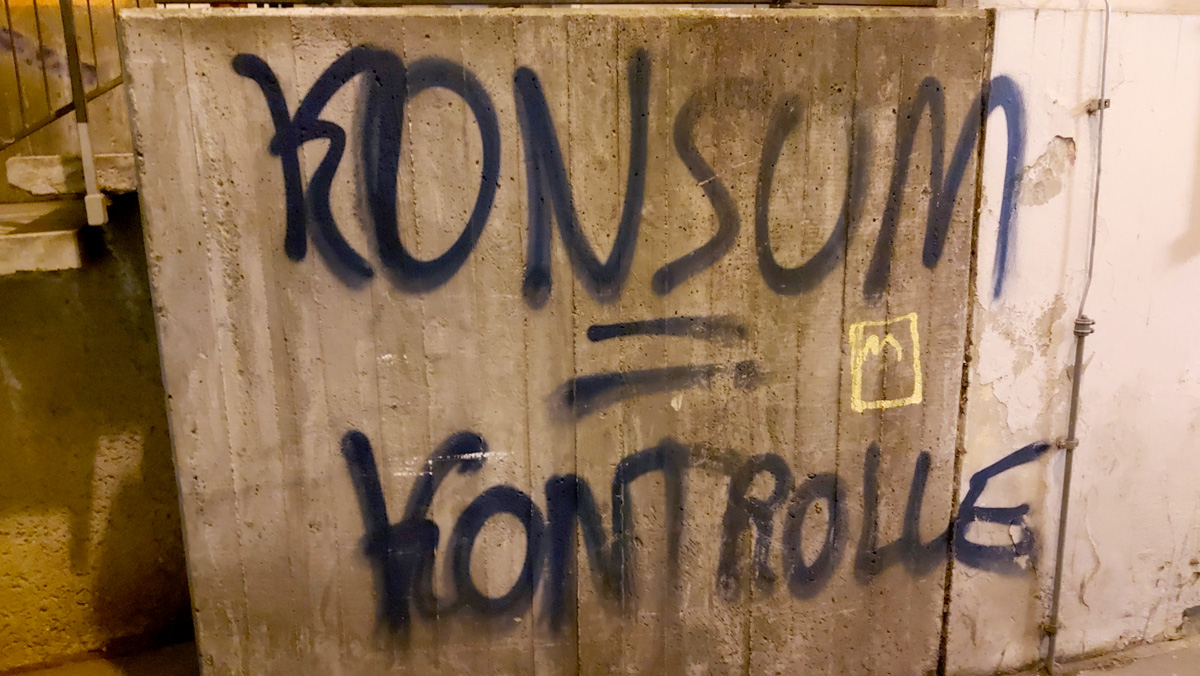 KONSUM
=
KONTROLLE